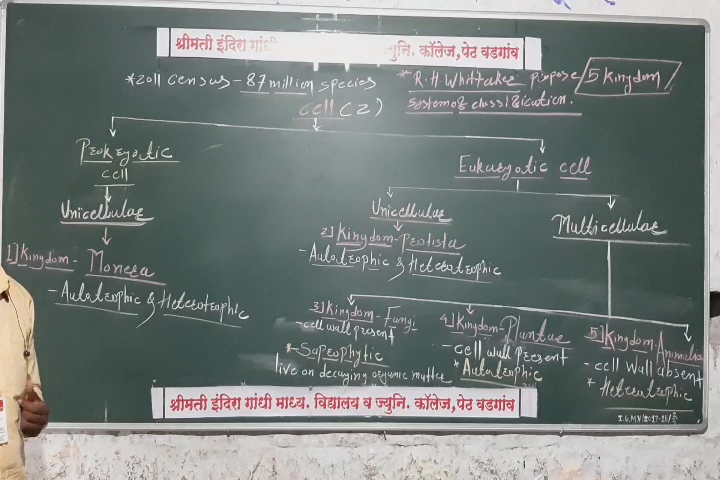 श्रीमती इंदिरा गांधी ज्युनि. कॉलेज,पेठ वडगांव
*2011 census - 87 million species
* R.H Whittaker propose 5 Kingdom
system of classification.
cell (2)
Prokeyotic
cell
Eukaryotic cell
Unicellular
Unicellular
Multicellular
1] Kingdom - Monera
- Autotrophic & Heterotrophic
2] Kingdom - Protista
- Autotrophic & Heterotrophic
3] Kingdom - Fungi
- cell wall present
* Saprophytic
live on decaying organic matter
4] Kingdom - Plantae
- cell wall present
* Autotrophic
5] Kingdom - Animalia
- cell wall absent
* Heterotrophic
श्रीमती इंदिरा गांधी माध्य. विद्यालय व ज्युनि. कॉलेज,पेठ वडगांव